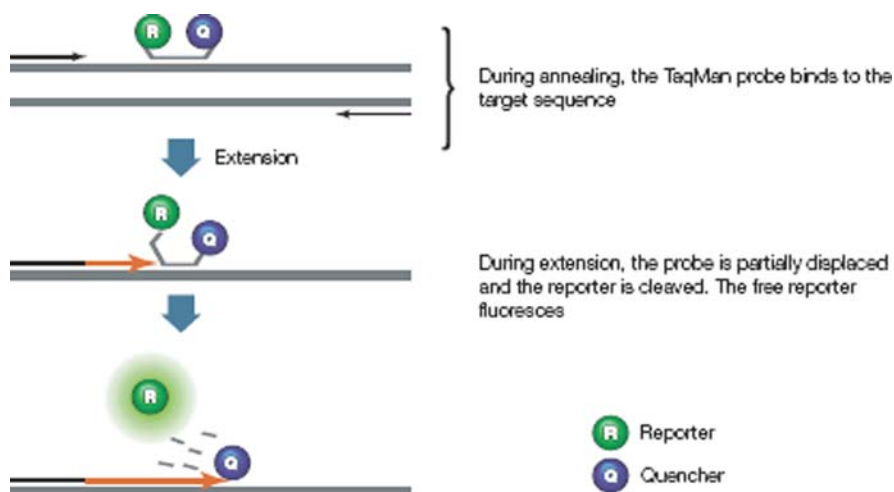 R Q
During annealing, the TaqMan probe binds to the
target sequence
Extension
R
Q
During extension, the probe is partially displaced
and the reporter is cleaved. The free reporter
fluoresces
R
Q
R Reporter
Q Quencher